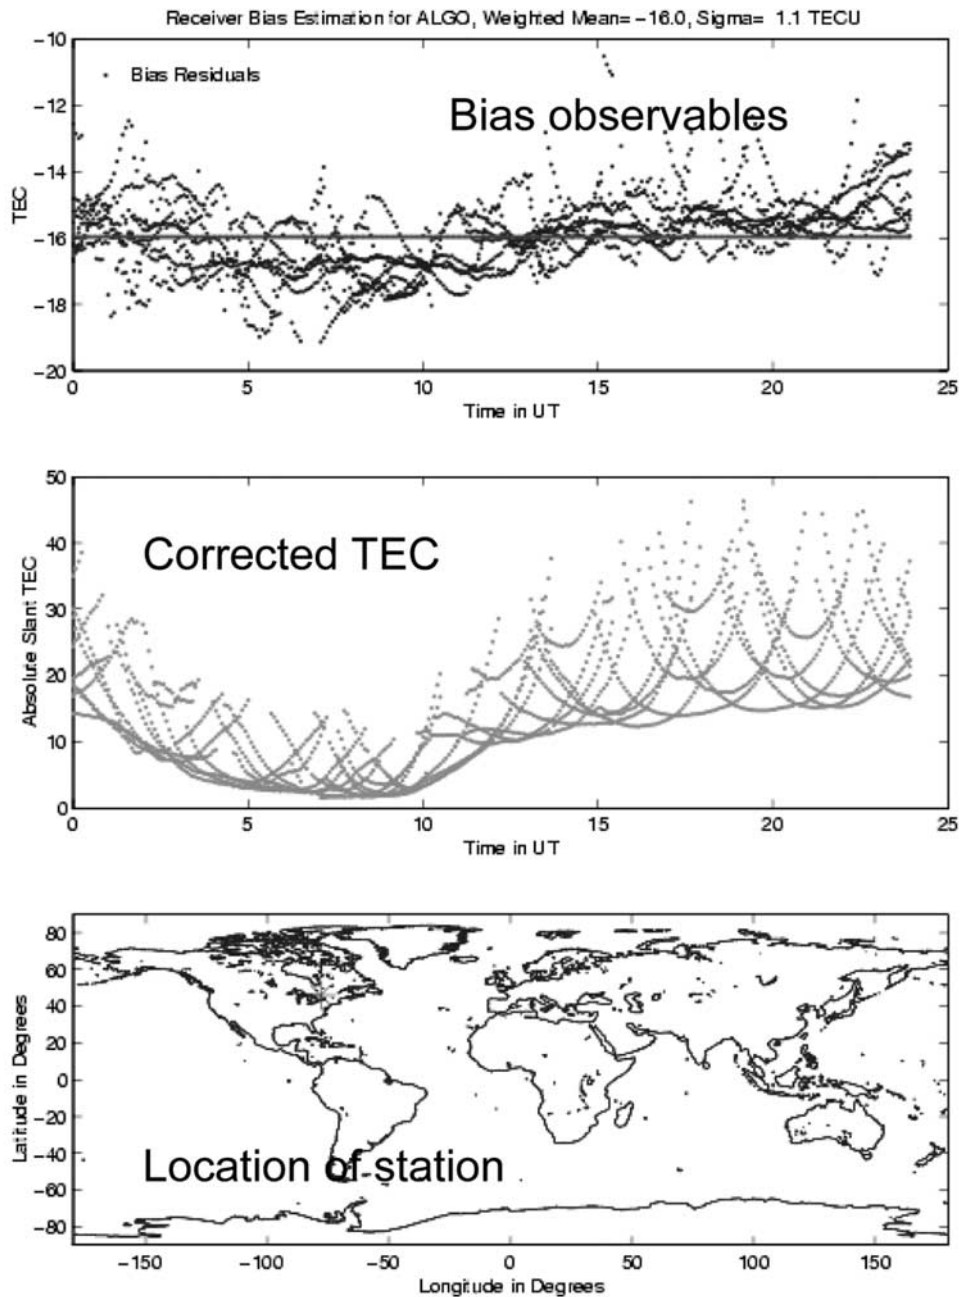 Receiver Bias Estimation for ALGO, Weighted Mean= -16.0, Sigma= 1.1 TECU
-10
-12
-14
-16
-18
-20
TEC
Bias Residuals
Bias observables
0 5 10 15 20 25
Time in UT
50
40
30
20
10
0
Absolute Slant TEC
Corrected TEC
0 5 10 15 20 25
Time in UT
80
60
40
20
0
-20
-40
-60
-80
Latitude in Degrees
Location of station
-150 -100 -50 0 50 100 150
Longitude in Degrees